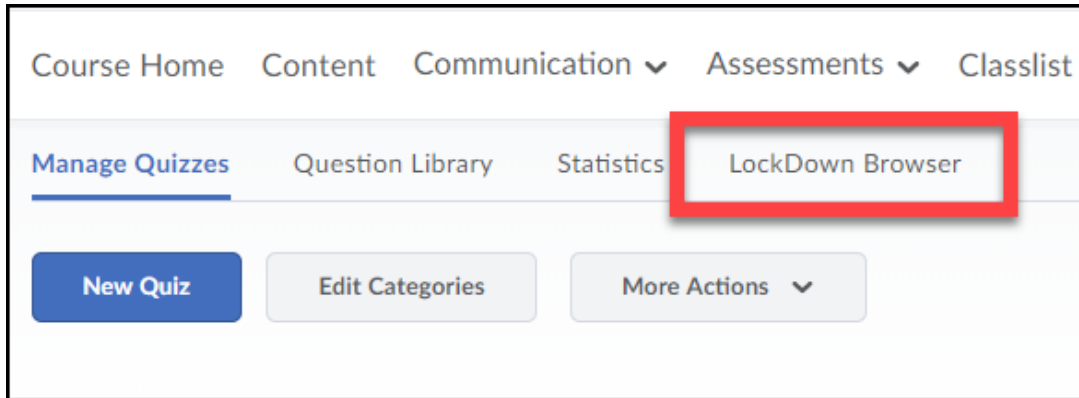 Course Home Content Communication Assessments Classlist
Manage Quizzes Question Library Statistics LockDown Browser
New Quiz Edit Categories More Actions